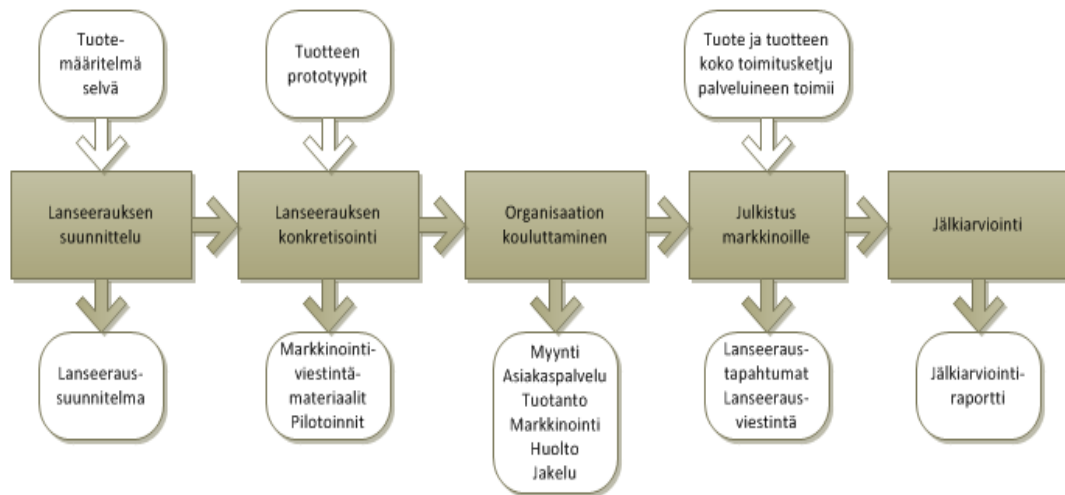 Tuote-
määritelmä
selvä
Tuotteen
prototyypit
Tuote ja tuotteen
koko toimitusketju
palveluineen toimii
Lanseerauksen
suunnittelu
Lanseerauksen
konkretisointi
Organisaation
kouluttaminen
Julkistus
markkinoille
Jälkiarviointi
Lanseeraus-
suunnitelma
Markkinointi-
viestintä-
materiaalit
Pilotoinnit
Myynti
Asiakaspalvelu
Tuotanto
Markkinointi
Huolto
Jakelu
Lanseeraus-
tapahtumat
Lanseeraus-
viestintä
Jälkiarviointi-
raportti